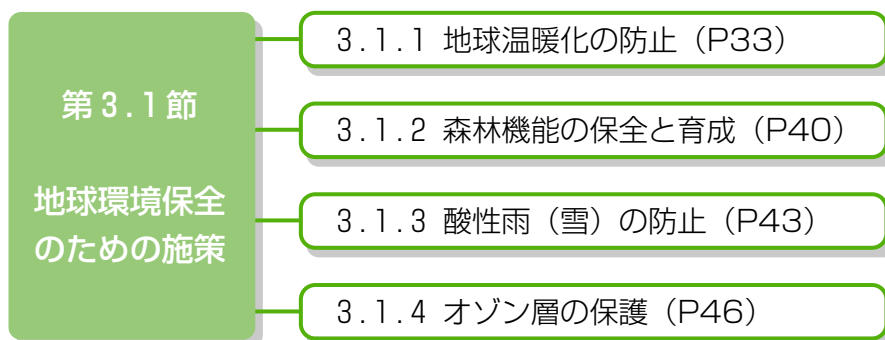 第3.1節
地球環境保全
のための施策
3.1.1 地球温暖化の防止（P33）
3.1.2 森林機能の保全と育成（P40）
3.1.3 酸性雨（雪）の防止（P43）
3.1.4 オゾン層の保護（P46）